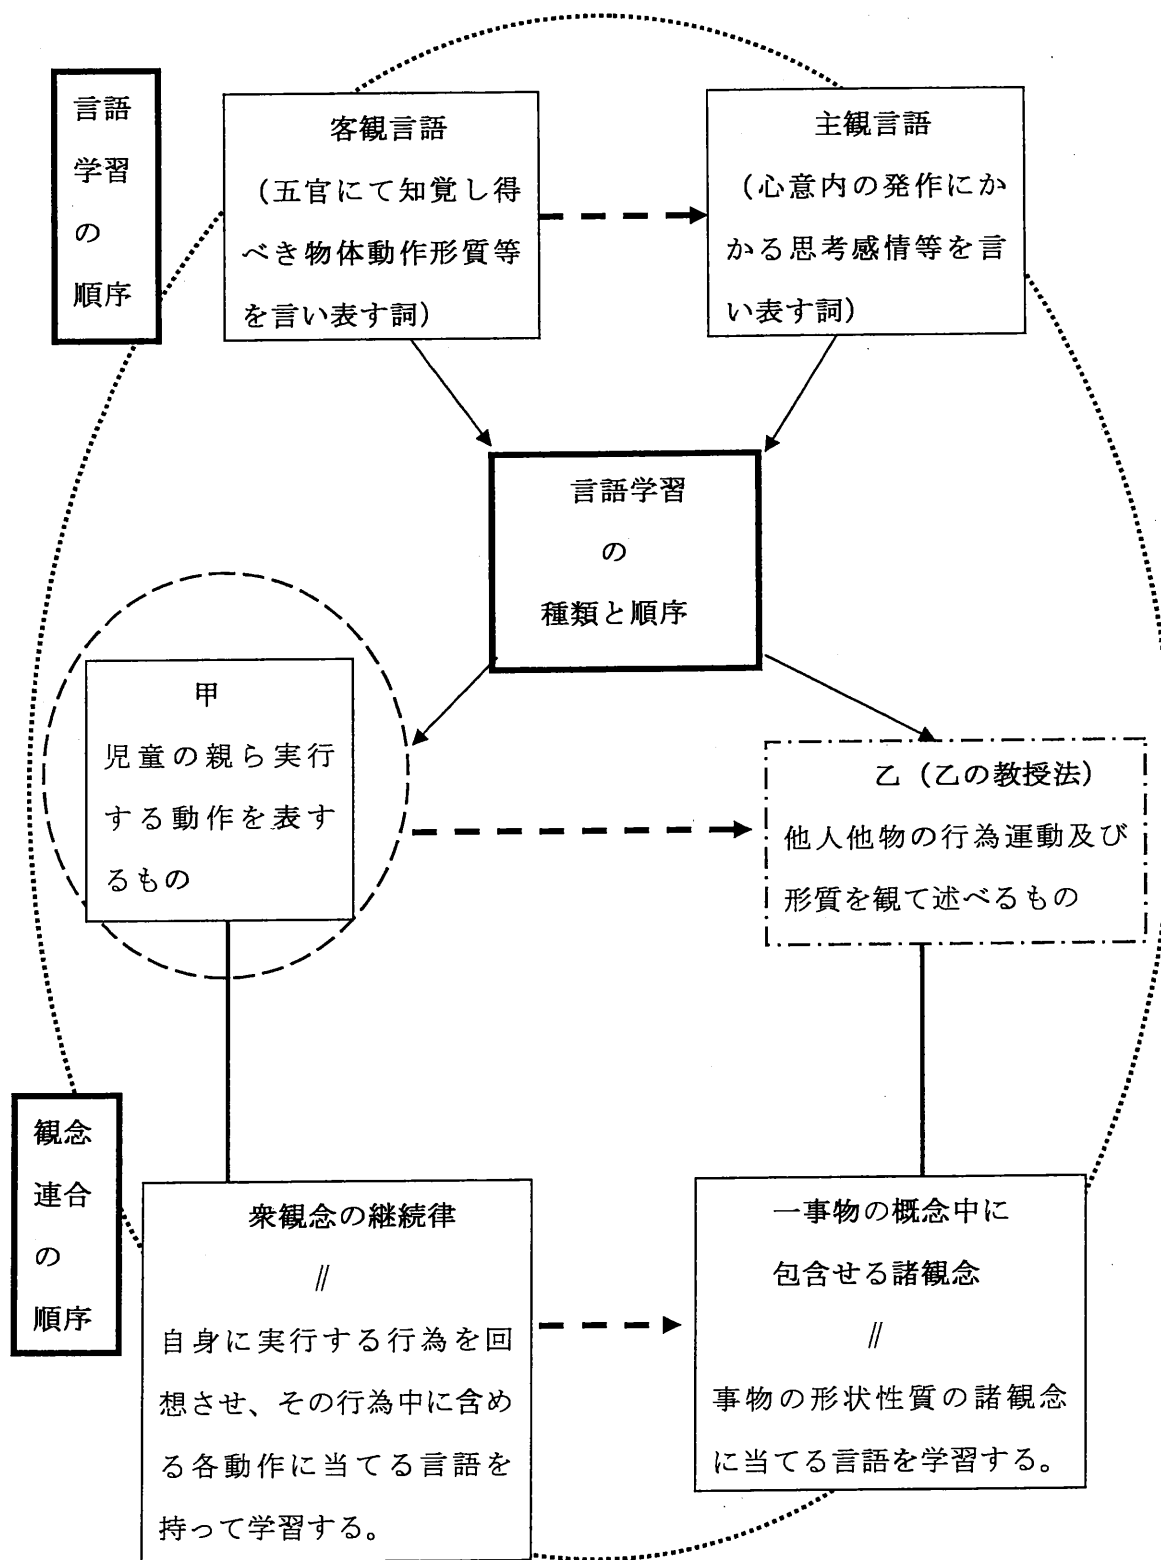 言語
学習
の
順序
客観言語
（五官にて知覚し得
べき物体動作形質等
を言い表す詞）
主観言語
（心意内の発作にか
かる思考感情等を言
い表す詞）
言語学習
の
種類と順序
甲
児童の親ら実行
する動作を表す
るもの
乙（乙の教授法）
他人他物の行為運動及び
形質を観て述べるもの
観念
連合
の
順序
衆観念の継続律
〃
自身に実行する行為を回
想させ、その行為中に含め
る各動作に当てる言語を
持って学習する。
一事物の概念中に
包含せる諸観念
〃
事物の形状性質の諸観念
に当てる言語を学習する。